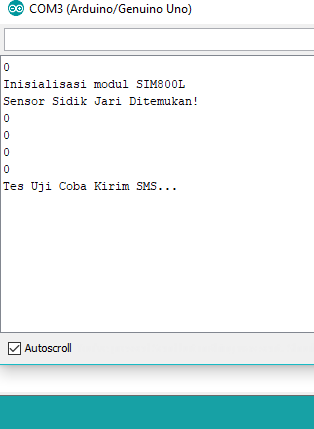 COM3 (Arduino/Genuino Uno)
0
Inisialisasi modul SIM800L
Sensor Sidik Jari Ditemukan!
0
0
0
0
Tes Uji Coba Kirim SMS...
Autoscroll